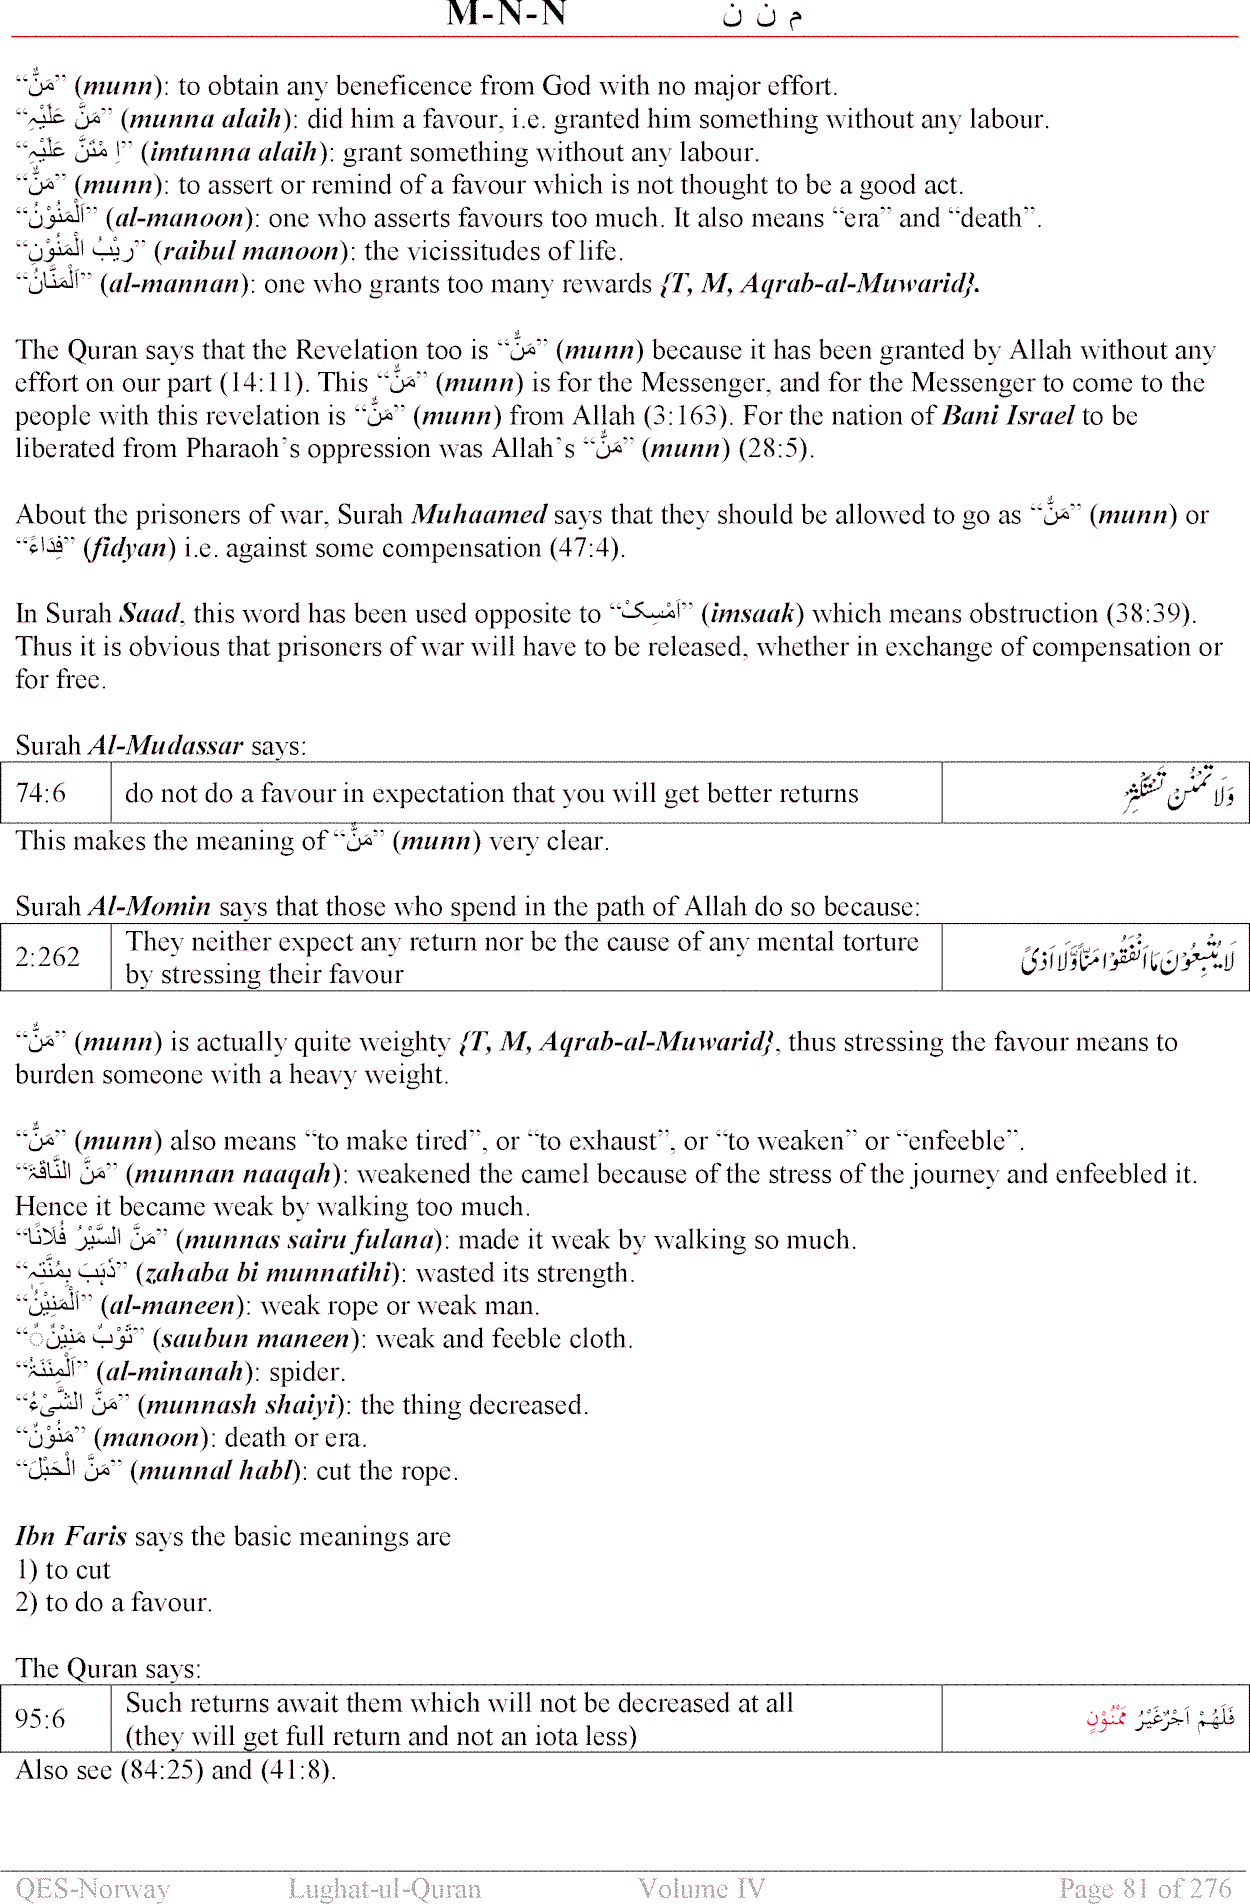 M-N-N م ن ن
“مَنٌّ” (munn): to obtain any beneficence from God with no major effort.
“مَنَّ عَلَيْہِ” (munna alaih): did him a favour, i.e. granted him something without any labour.
“اِ مْتَنَّ عَلَيْہِ” (imtunna alaih): grant something without any labour.
“مَنٌّ” (munn): to assert or remind of a favour which is not thought to be a good act.
“اَلْمَنُوْنُ” (al-manoon): one who asserts favours too much. It also means “era” and “death”.
“رَيْبُ الْمَنُوْنِ” (raibul manoon): the vicissitudes of life.
“اَلْمَنَّانُ” (al-mannan): one who grants too many rewards {T, M, Aqrab-al-Muwarid}.
The Quran says that the Revelation too is “مَنٌّ” (munn) because it has been granted by Allah without any
effort on our part (14:11). This “مَنٌّ” (munn) is for the Messenger, and for the Messenger to come to the
people with this revelation is “مَنٌّ” (munn) from Allah (3:163). For the nation of Bani Israel to be
liberated from Pharaoh’s oppression was Allah’s “مَنٌّ” (munn) (28:5).
About the prisoners of war, Surah Muhaamed says that they should be allowed to go as “مَنٌّ” (munn) or
“فِدَاءً” (fidyan) i.e. against some compensation (47:4).
In Surah Saad, this word has been used opposite to “اَمْسِکْ” (imsaak) which means obstruction (38:39).
Thus it is obvious that prisoners of war will have to be released, whether in exchange of compensation or
for free.
Surah Al-Mudassar says:
74:6 do not do a favour in expectation that you will get better returns وَلَا تَمْنُنْ تَسْتَكْثِرُ
This makes the meaning of “مَنٌّ” (munn) very clear.
Surah Al-Momin says that those who spend in the path of Allah do so because:
2:262 They neither expect any return nor be the cause of any mental torture لَا يُتْبِعُوْنَ مَا اَنْفَقُوْا مَنًّا وَّلَا اَذًى
by stressing their favour
“مَنٌّ” (munn) is actually quite weighty {T, M, Aqrab-al-Muwarid}, thus stressing the favour means to
burden someone with a heavy weight.
“مَنٌّ” (munn) also means “to make tired”, or “to exhaust”, or “to weaken” or “enfeeble”.
“مَنَّ النَّاقَۃَ” (munnan naaqah): weakened the camel because of the stress of the journey and enfeebled it.
Hence it became weak by walking too much.
“مَنَّ السَّيْرُ فُلَانًا” (munnas sairu fulana): made it weak by walking so much.
“ذَہَبَ بِمُنَّتِہِ” (zahaba bi munnatihi): wasted its strength.
“اَلْمَنِيْنُ” (al-maneen): weak rope or weak man.
“ثَوْبٌ مَنِيْنٌ” (saubun maneen): weak and feeble cloth.
“اَلْمِنَنَۃُ” (al-minanah): spider.
“مَنَّ الشَّیْءُ” (munnash shaiyi): the thing decreased.
“مَنُوْنٌ” (manoon): death or era.
“مَنَّ الْحَبْلَ” (munnal habl): cut the rope.
Ibn Faris says the basic meanings are
1) to cut
2) to do a favour.
The Quran says:
95:6 Such returns await them which will not be decreased at all فَلَهُمْ اَجْرٌ غَيْرُ مَمْنُوْنٍ
(they will get full return and not an iota less)
Also see (84:25) and (41:8).
QES-Norway Lughat-ul-Quran Volume IV Page 81 of 276